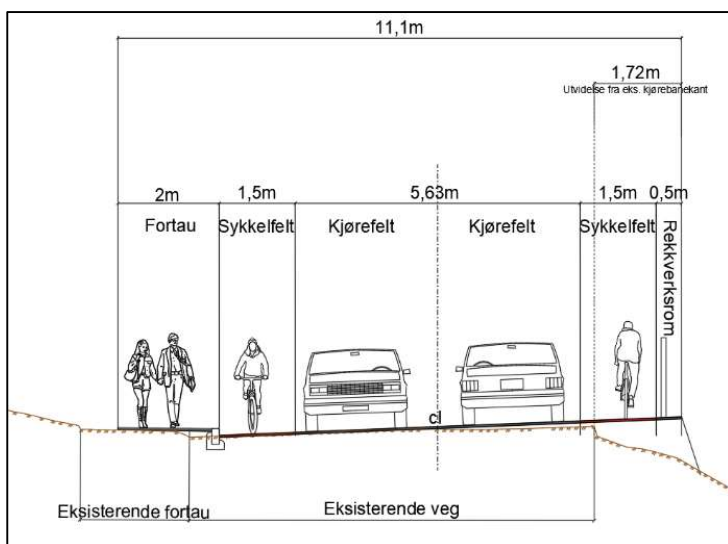 11,1m
1,72m
Utvidelse fra eks. kjørebanekant
2m 1,5m 5,63m 1,5m 0,5m
Fortau Sykkelfelt Kjørefelt Kjørefelt Sykkelfelt
Rekkverksrom
cl
Eksisterende fortau Eksisterende veg